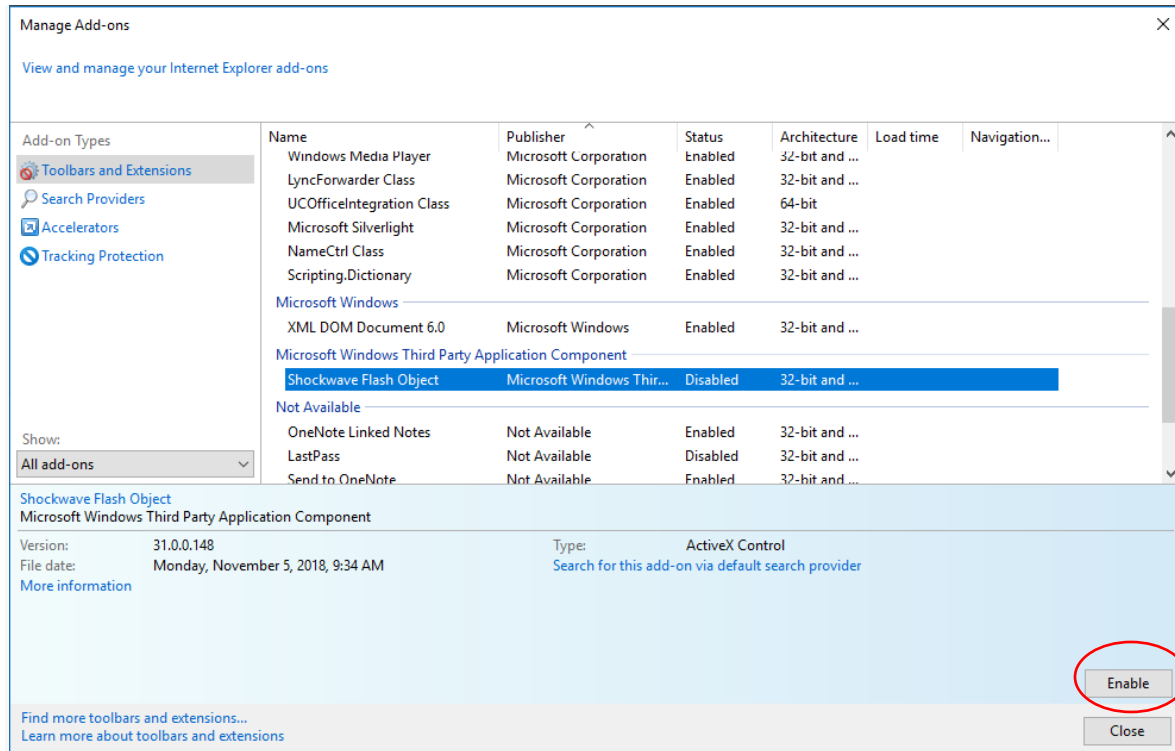 Manage Add-ons
View and manage your Internet Explorer add-ons
Add-on Types
Toolbars and Extensions
Search Providers
Accelerators
Tracking Protection
Show:
All add-ons
Name Publisher Status Architecture Load time Navigation...
Windows Media Player Microsoft Corporation Enabled 32-bit and ...
LyncForwarder Class Microsoft Corporation Enabled 32-bit and ...
UCOfficeIntegration Class Microsoft Corporation Enabled 64-bit
Microsoft Silverlight Microsoft Corporation Enabled 32-bit and ...
NameCtrl Class Microsoft Corporation Enabled 32-bit and ...
Scripting.Dictionary Microsoft Corporation Enabled 32-bit and ...
Microsoft Windows
XML DOM Document 6.0 Microsoft Windows Enabled 32-bit and ...
Microsoft Windows Third Party Application Component
Shockwave Flash Object Microsoft Windows Thir... Disabled 32-bit and ...
Not Available
OneNote Linked Notes Not Available Enabled 32-bit and ...
LastPass Not Available Disabled 32-bit and ...
Send to OneNote Not Available Enabled 32-bit and ...
Shockwave Flash Object
Microsoft Windows Third Party Application Component
Version: 31.0.0.148 Type: ActiveX Control
File date: Monday, November 5, 2018, 9:34 AM Search for this add-on via default search provider
More information
Enable
Find more toolbars and extensions...
Learn more about toolbars and extensions
Close